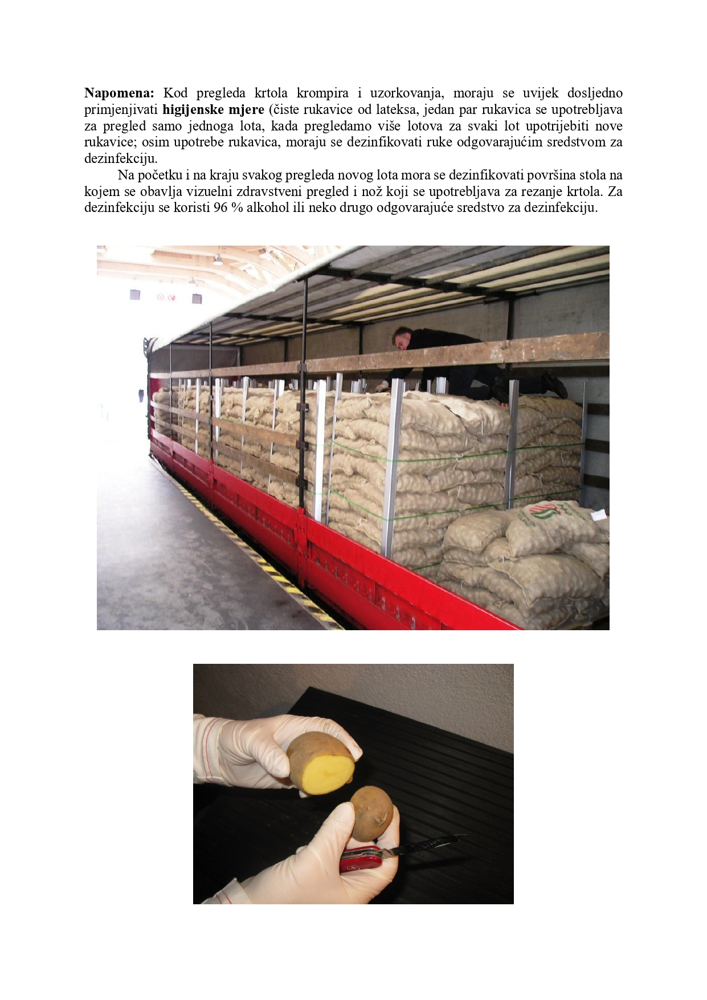 Napomena: Kod pregleda krtola krompira i uzorkovanja, moraju se uvijek dosljedno
primjenjivati higijenske mjere (čiste rukavice od lateksa, jedan par rukavica se upotrebljava
za pregled samo jednoga lota, kada pregledamo više lotova za svaki lot upotrijebiti nove
rukavice; osim upotrebe rukavica, moraju se dezinfikovati ruke odgovarajućim sredstvom za
dezinfekciju.
Na početku i na kraju svakog pregleda novog lota mora se dezinfikovati površina stola na
kojem se obavlja vizuelni zdravstveni pregled i nož koji se upotrebljava za rezanje krtola. Za
dezinfekciju se koristi 96 % alkohol ili neko drugo odgovarajuće sredstvo za dezinfekciju.